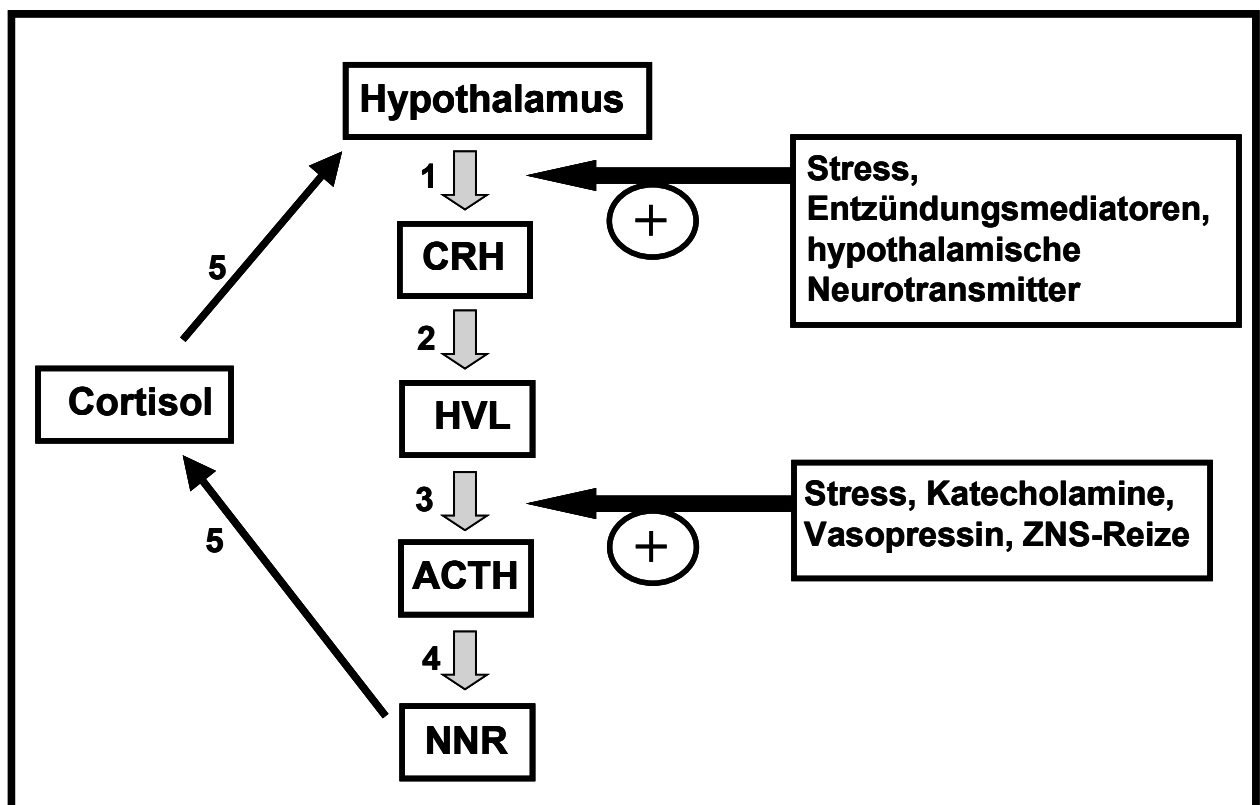 Hypothalamus
1
Stress,
Entzündungsmediatoren,
hypothalamische
Neurotransmitter
+
CRH
5
2
Cortisol
HVL
3
Stress, Katecholamine,
Vasopressin, ZNS-Reize
+
5
ACTH
4
NNR